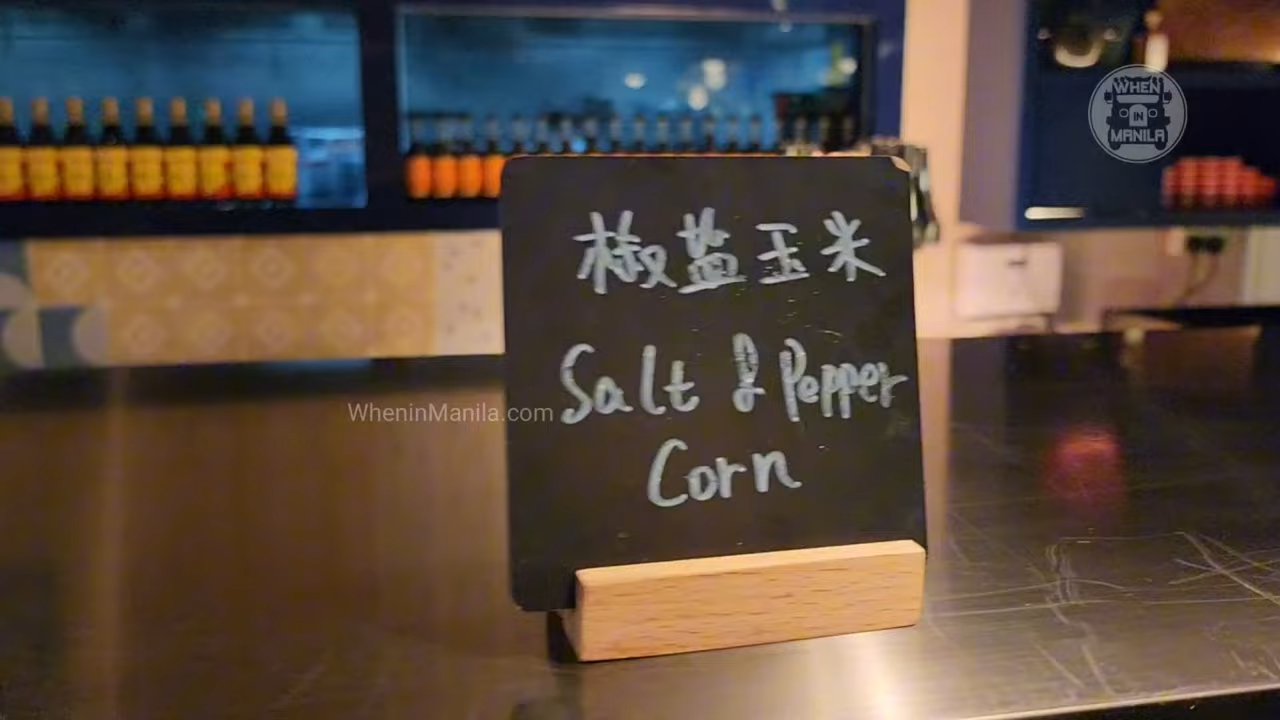 WHEN
IN
MANILA
椒盐玉米
Salt & Pepper
WheninManila.com
Corn